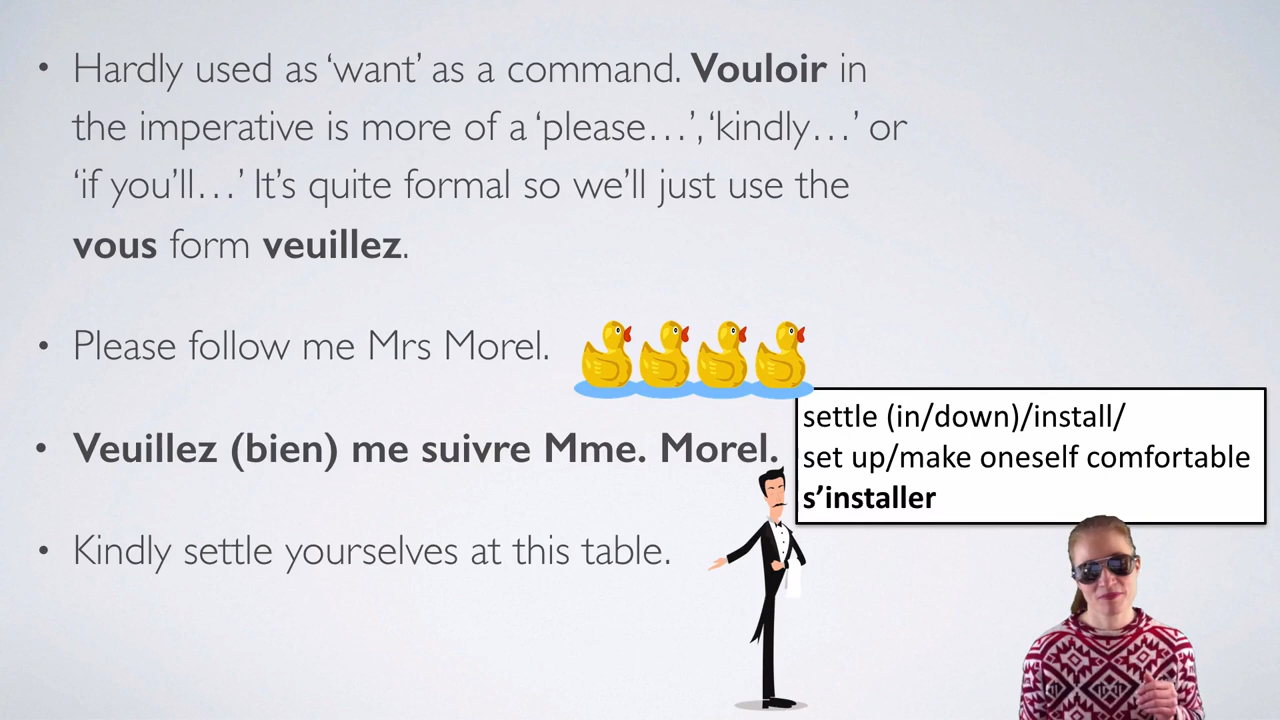 • Hardly used as ‘want’ as a command. Vouloir in
the imperative is more of a ‘please…’, ‘kindly…’ or
‘if you’ll…’ It’s quite formal so we’ll just use the
vous form veuillez.
• Please follow me Mrs Morel.
• Veuillez (bien) me suivre Mme. Morel.
settle (in/down)/install/
set up/make oneself comfortable
s’installer
• Kindly settle yourselves at this table.